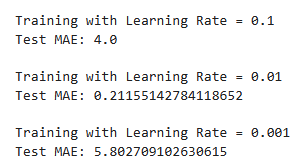 Training with Learning Rate = 0.1
Test MAE: 4.0

Training with Learning Rate = 0.01
Test MAE: 0.21155142784118652

Training with Learning Rate = 0.001
Test MAE: 5.802709102630615